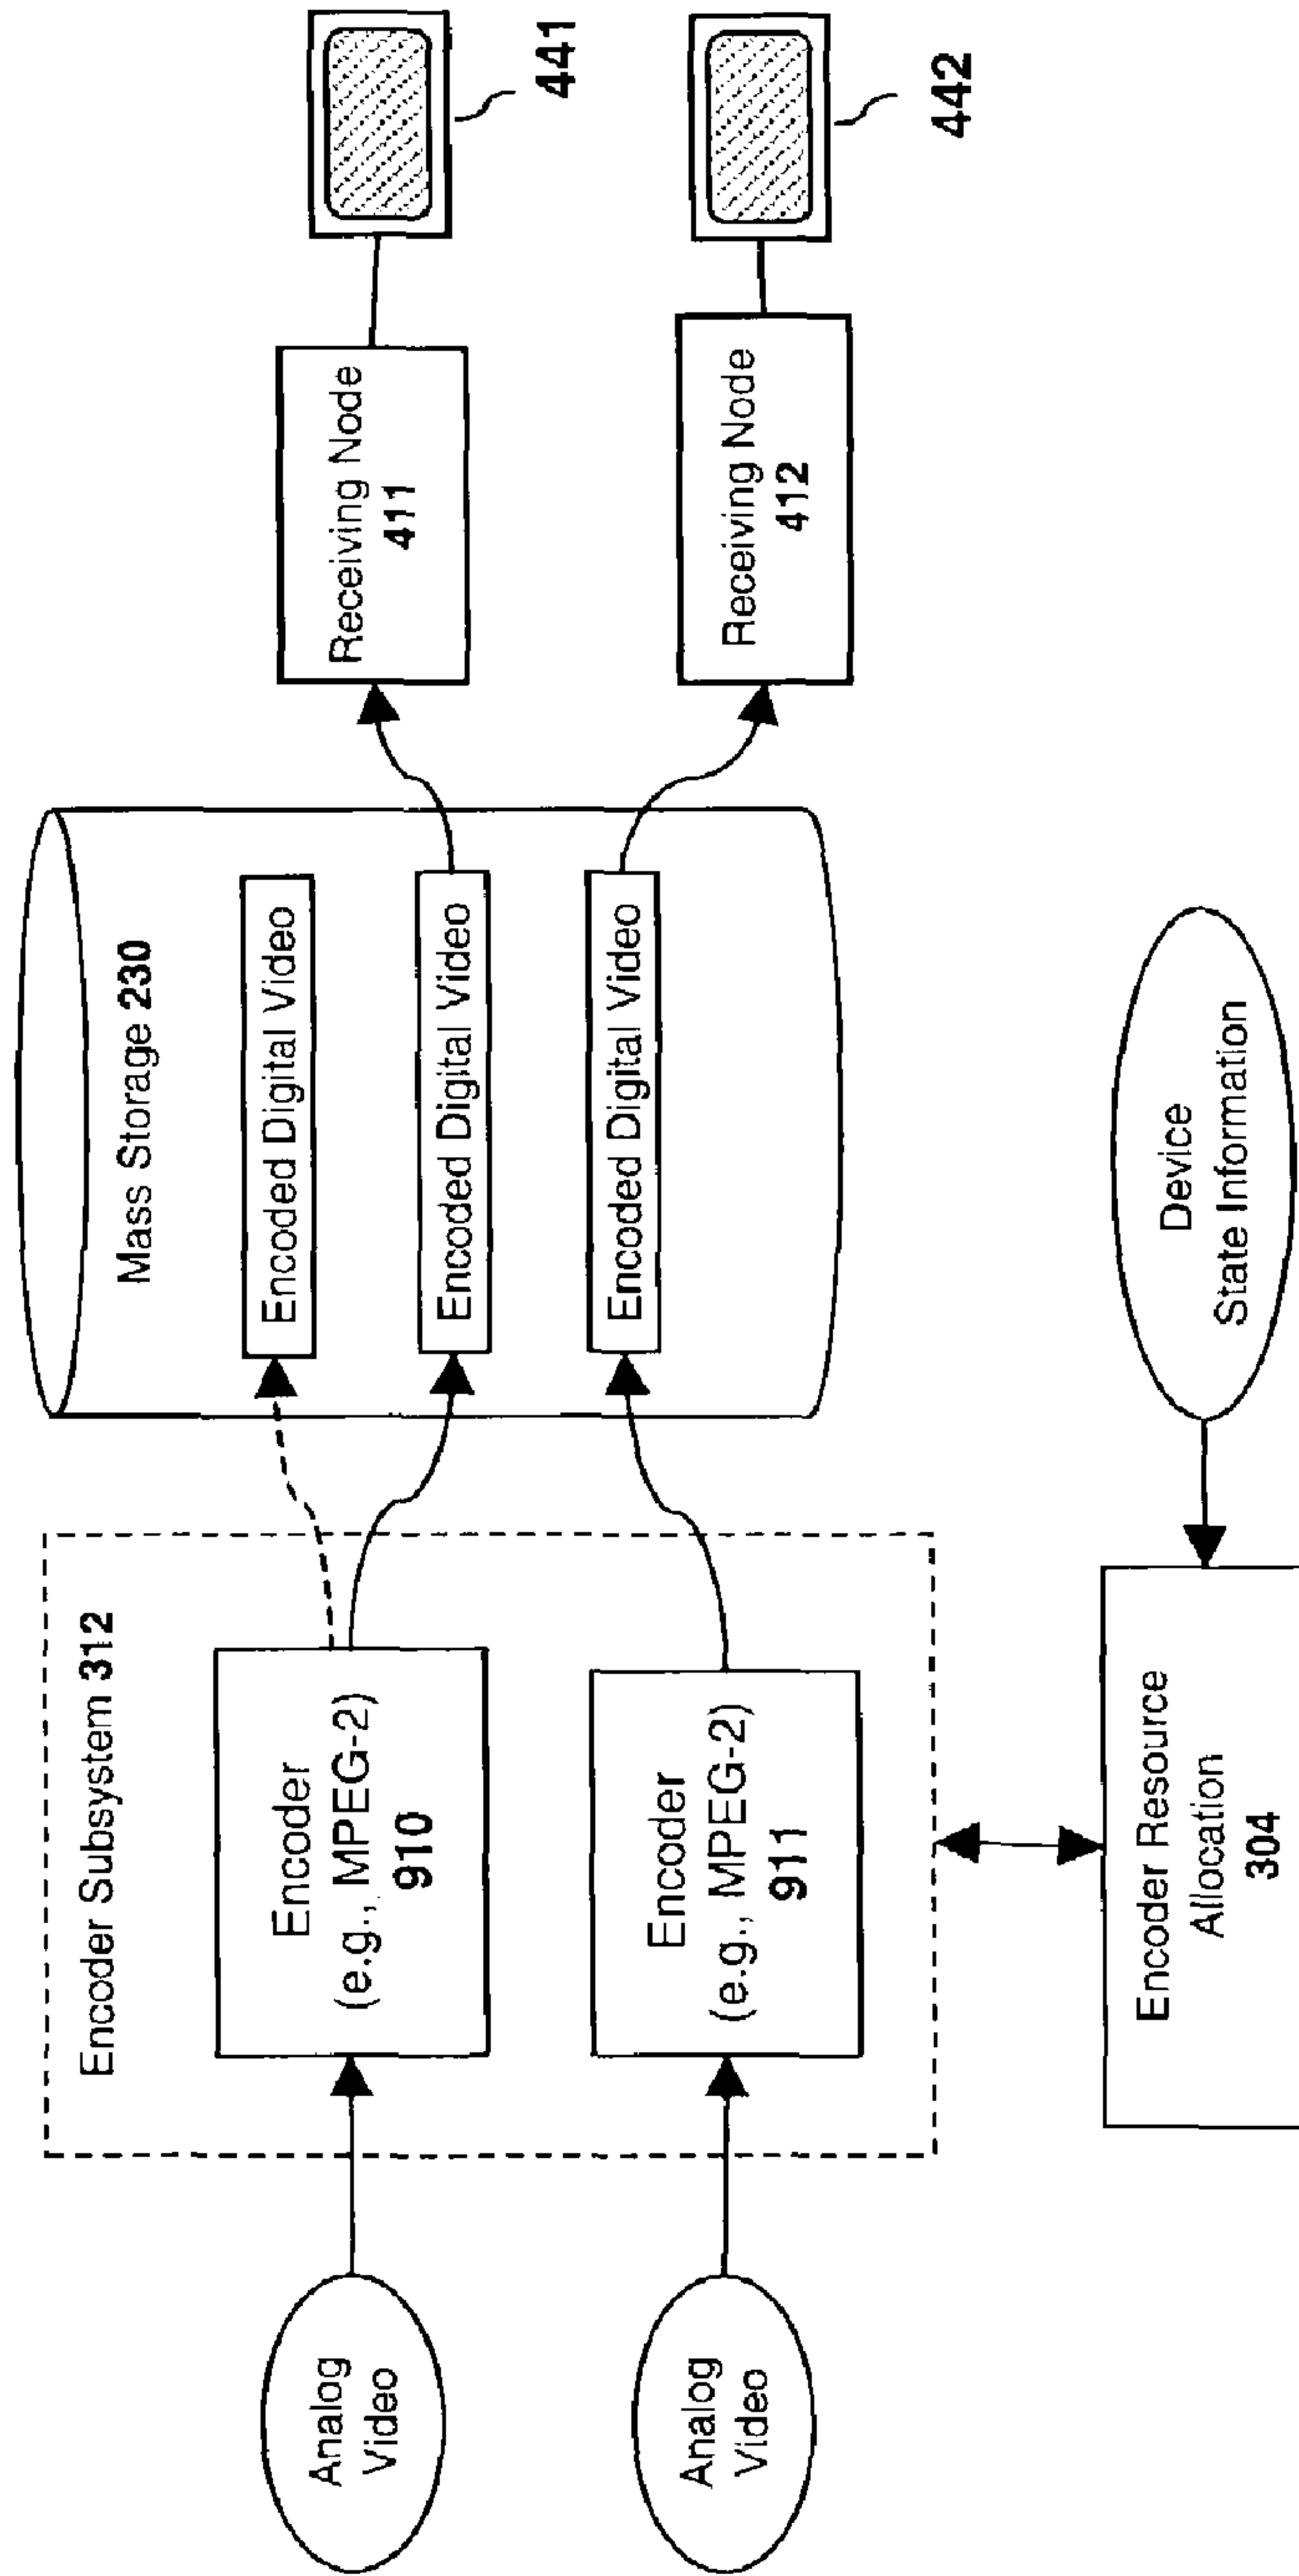 Analog
Video
Analog
Video
Encoder Subsystem 312
Encoder
(e.g., MPEG-2)
910
Encoder
(e.g., MPEG-2)
911
Encoder Resource
Allocation
304
Device
State Information
Mass Storage 230
Encoded Digital Video
Encoded Digital Video
Encoded Digital Video
Receiving Node
411
Receiving Node
412
441
442